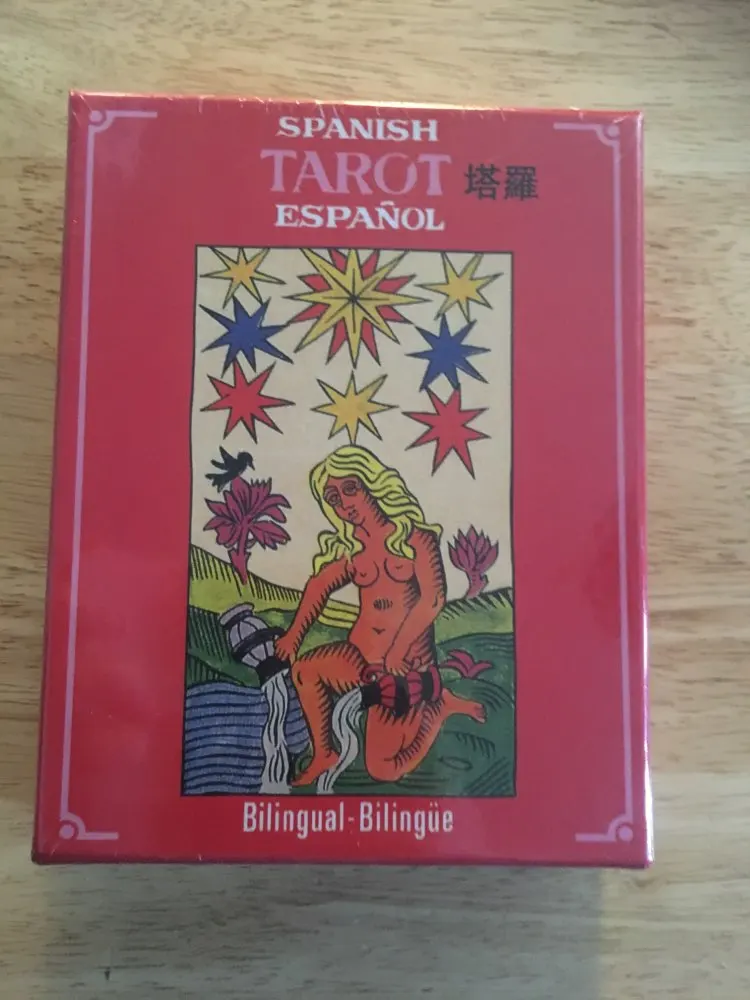 SPANISH
TAROT 塔羅
ESPAÑOL
Bilingual-Bilingüe